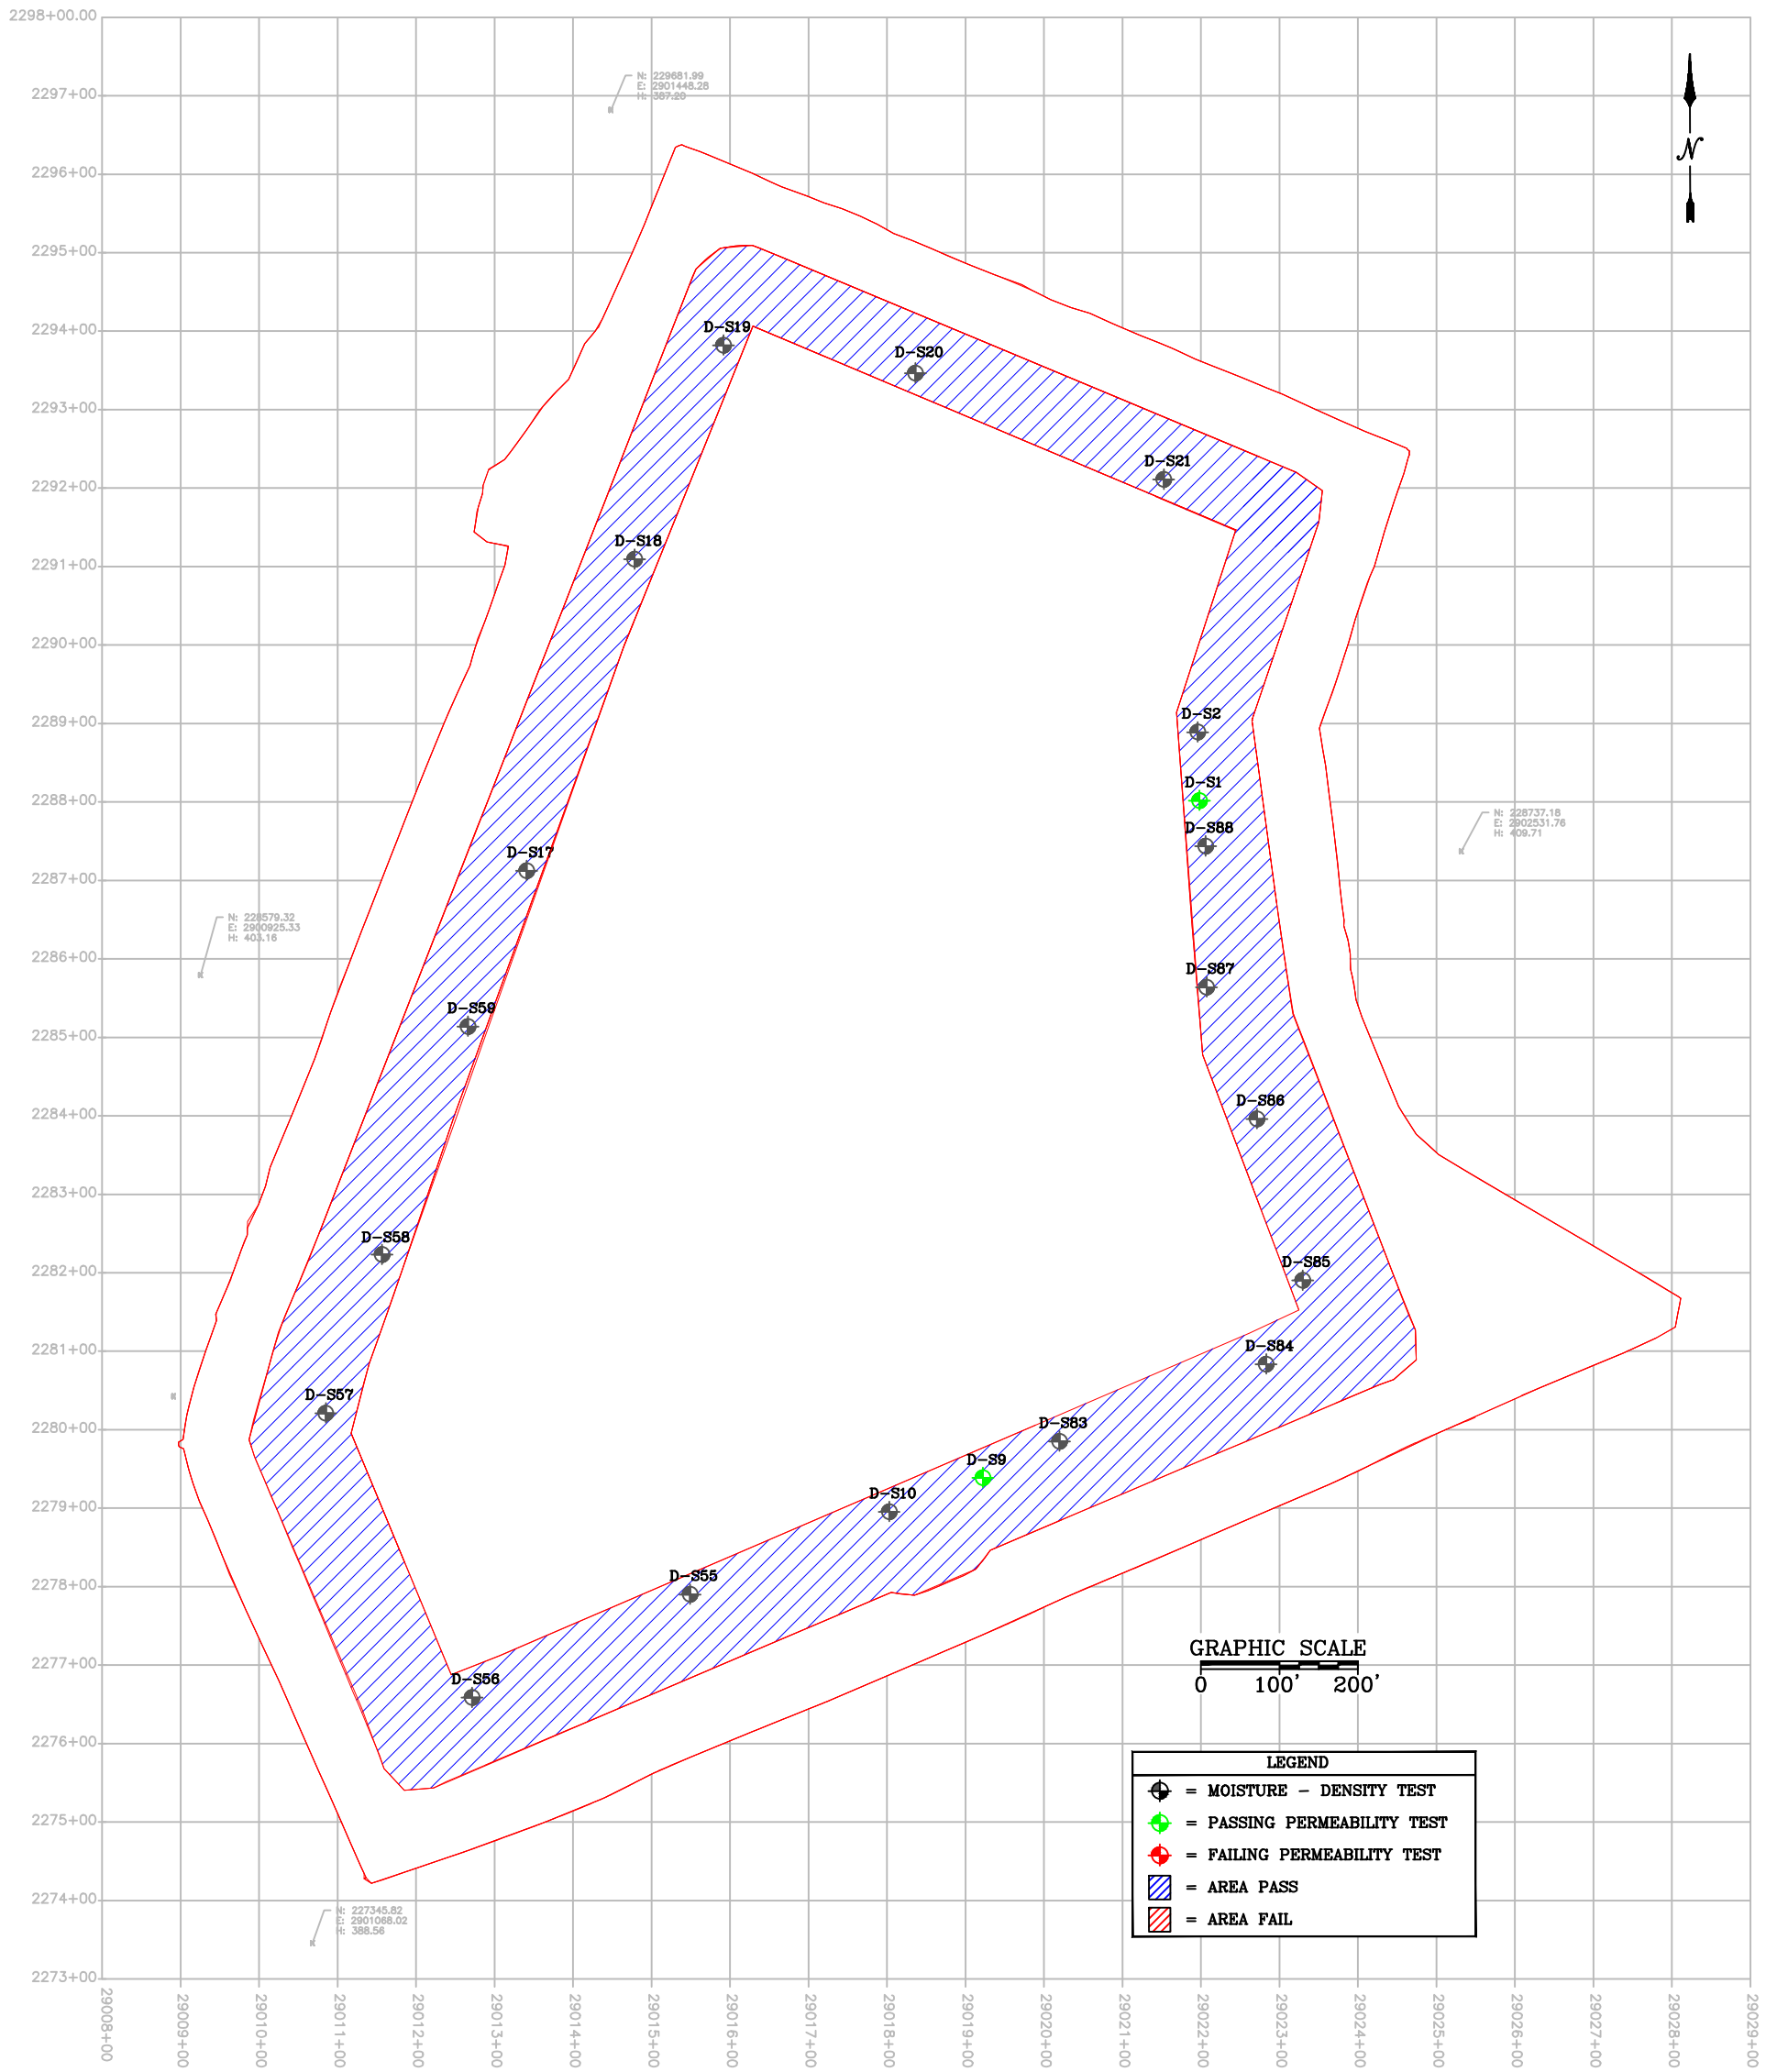 2298+00.00
2297+00
2296+00
2295+00
2294+00
2293+00
2292+00
2291+00
2290+00
2289+00
2288+00
2287+00
2286+00
2285+00
2284+00
2283+00
2282+00
2281+00
2280+00
2279+00
2278+00
2277+00
2276+00
2275+00
2274+00
2273+00
N: 229681.99
E: 2901448.28
H: 387.20
N
D-S19
D-S20
D-S21
D-S18
D-S2
D-S1
D-S88
N: 228737.18
E: 2902531.76
H: 409.71
D-S17
N: 228579.32
E: 2900925.33
H: 403.16
D-S87
D-S59
D-S86
D-S58
D-S85
D-S84
D-S57
D-S83
D-S9
D-S10
D-S55
D-S56
GRAPHIC SCALE
0 100' 200'
LEGEND
= MOISTURE - DENSITY TEST
= PASSING PERMEABILITY TEST
= FAILING PERMEABILITY TEST
= AREA PASS
= AREA FAIL
N: 227345.82
E: 2901068.02
H: 388.56
29008+00
29009+00
29010+00
29011+00
29012+00
29013+00
29014+00
29015+00
29016+00
29017+00
29018+00
29019+00
29020+00
29021+00
29022+00
29023+00
29024+00
29025+00
29026+00
29027+00
29028+00
29029+00